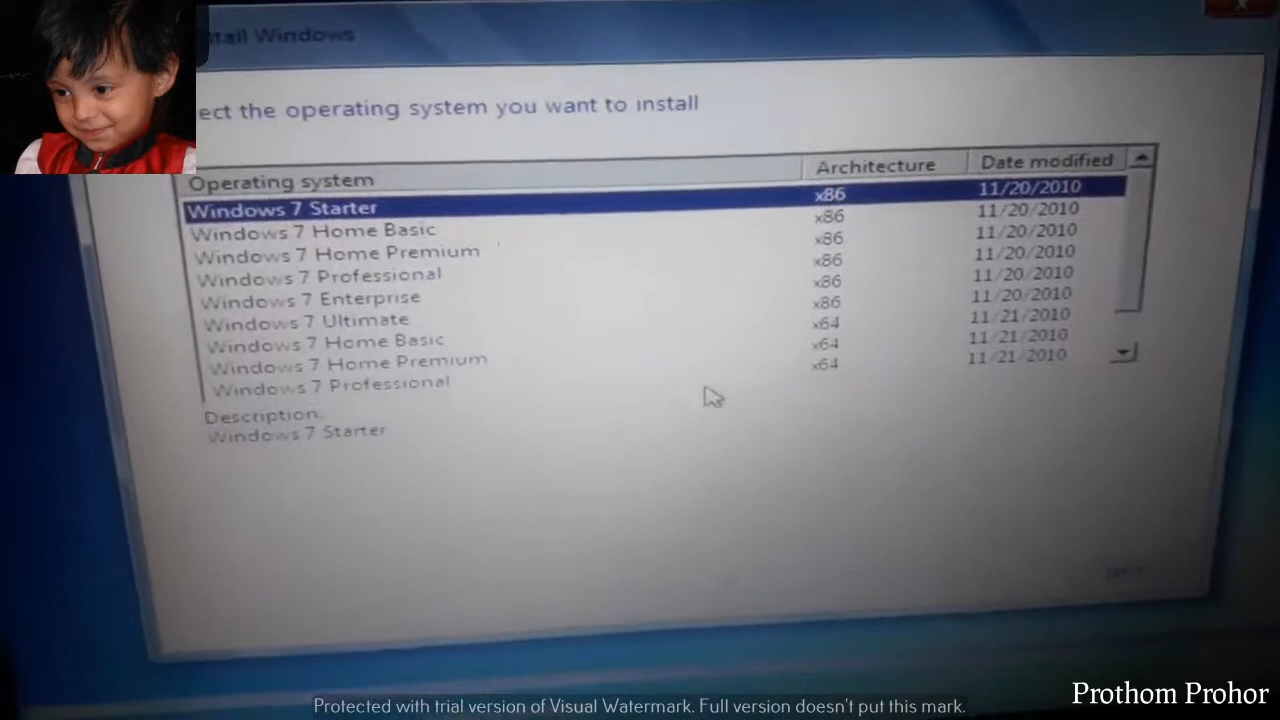 tall Windows
ect the operating system you want to install
Operating system Architecture Date modified
Windows 7 Starter x86 11/20/2010
Windows 7 Home Basic x86 11/20/2010
Windows 7 Home Premium x86 11/20/2010
Windows 7 Professional x86 11/20/2010
Windows 7 Enterprise x86 11/20/2010
Windows 7 Ultimate x86 11/20/2010
Windows 7 Home Basic x64 11/21/2010
Windows 7 Home Premium x64 11/21/2010
Windows 7 Professional x64 11/21/2010
Description:
Windows 7 Starter
Prothom Prohor
Protected with trial version of Visual Watermark. Full version doesn't put this mark.